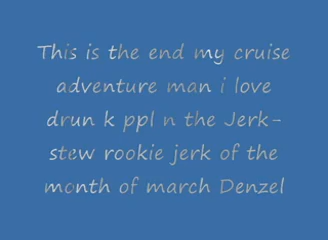 This is the end my cruise
adventure man i love
drun k ppl n the Jerk-
stew rookie jerk of the
month of march Denzel